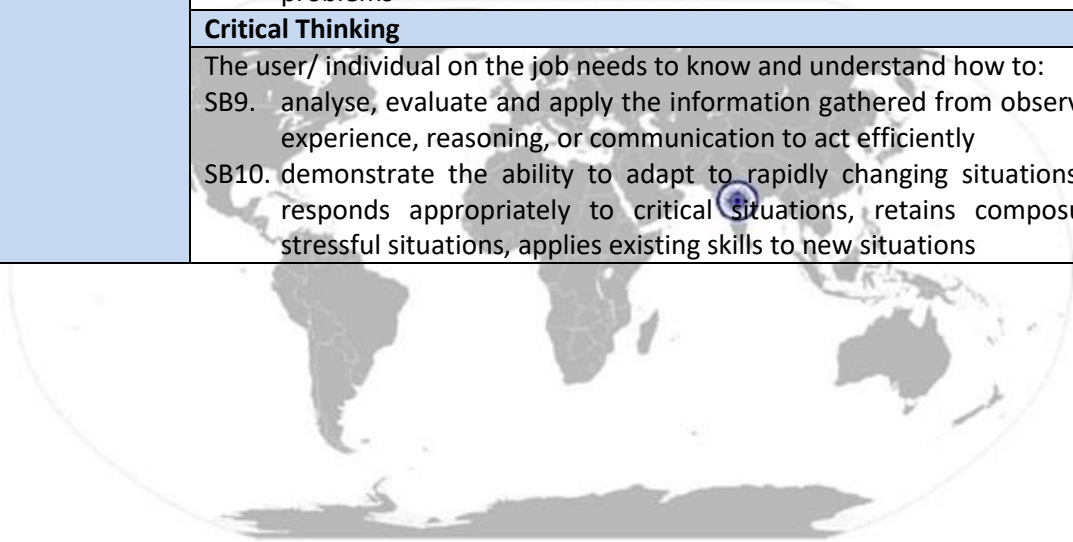 problems
Critical Thinking
The user/ individual on the job needs to know and understand how to:
SB9. analyse, evaluate and apply the information gathered from
experience, reasoning, or communication to act efficiently
SB10. demonstrate the ability to adapt to rapidly changing situations
responds appropriately to critical situations, retains
stressful situations, applies existing skills to new situations